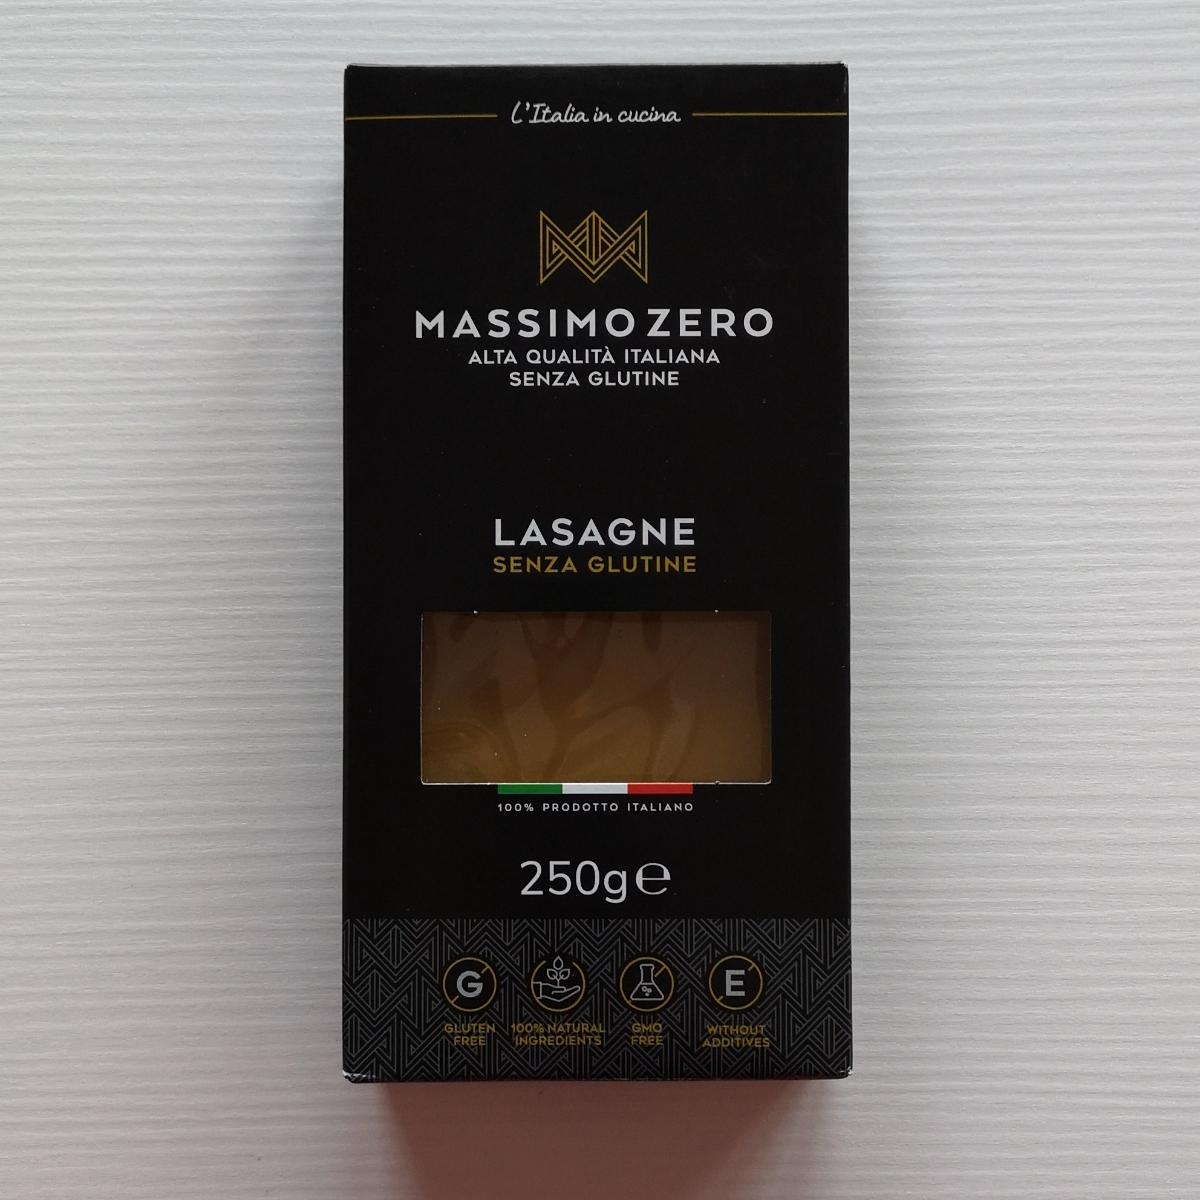 L'Italia in cucina
MASSIMO ZERO
ALTA QUALITÀ ITALIANA
SENZA GLUTINE
LASAGNE
SENZA GLUTINE
100% PRODOTTO ITALIANO
250g ℮
G
E
GLUTEN
FREE
100% NATURAL
INGREDIENTS
GMO
FREE
WITHOUT
ADDITIVES